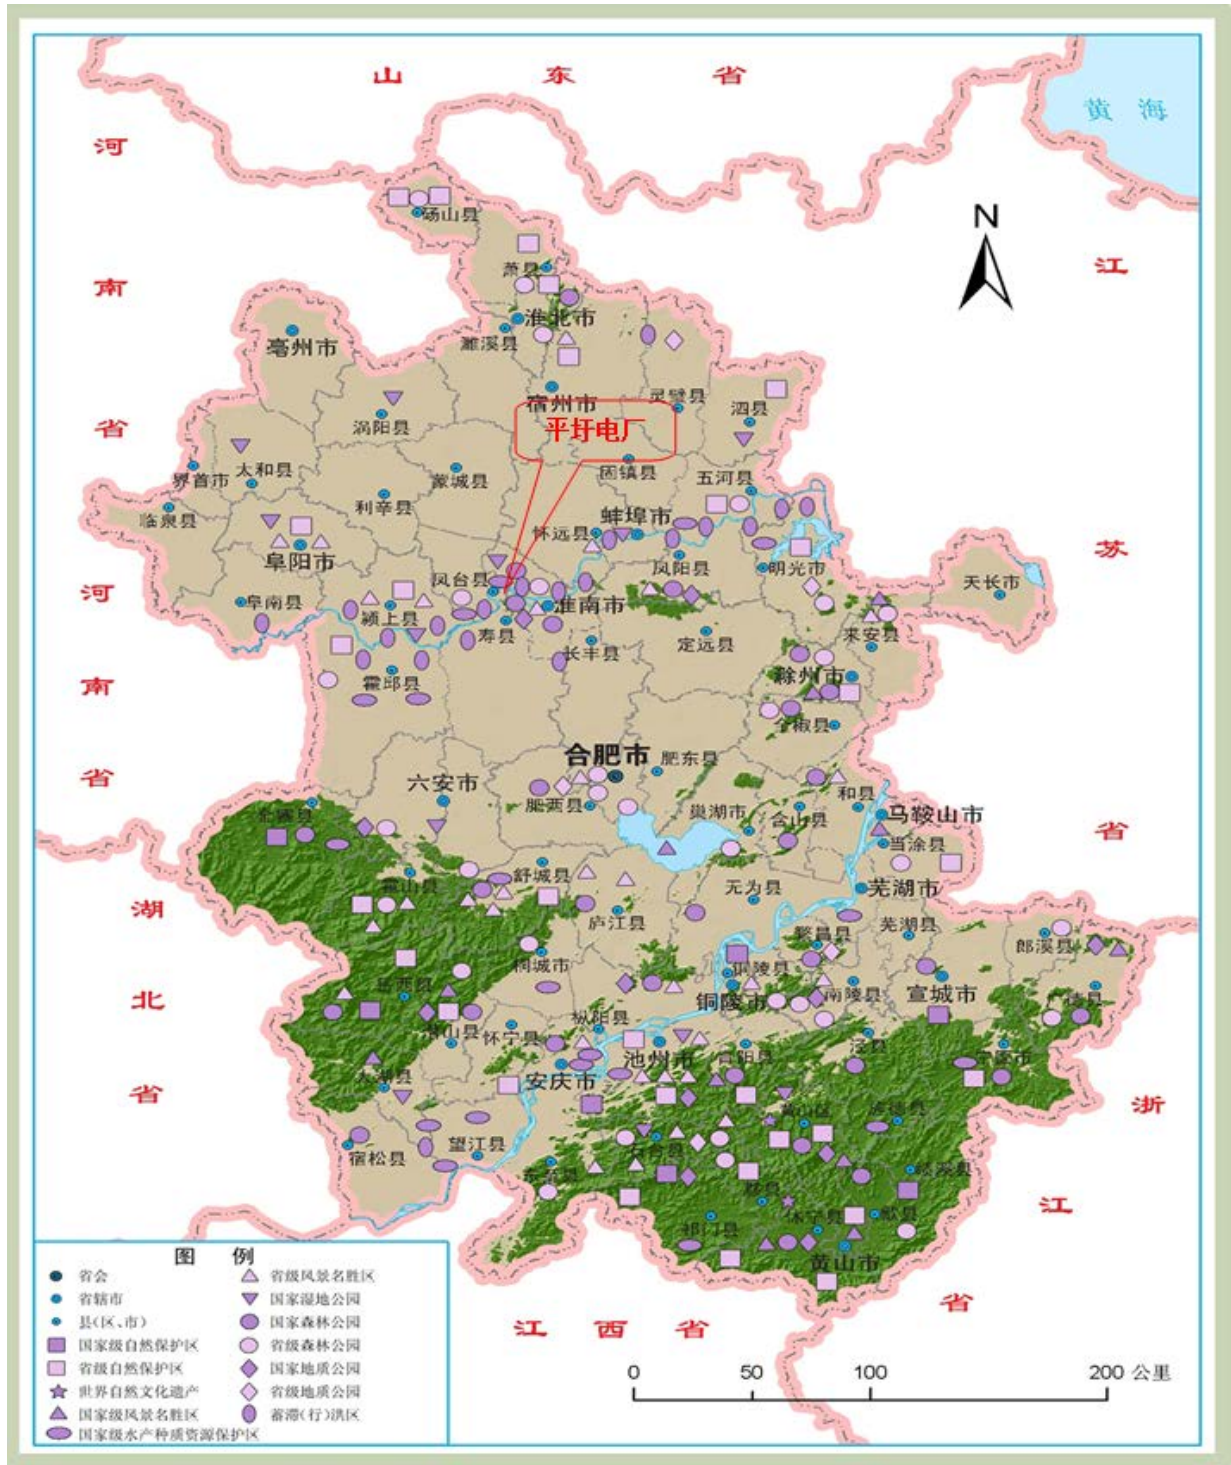 山 东 省
黄 海
河
南
省
河
南
省
湖
北
省
N
江
苏
省
浙
江
省
江 西 省
砀山县
萧县
淮北市
濉溪县
亳州市
宿州市
灵璧县
泗县
平圩电厂
涡阳县
固镇县
五河县
界首市
太和县
蒙城县
利辛县
临泉县
蚌埠市
怀远县
阜阳市
凤台县
凤阳县
明光市
天长市
阜南县
颍上县
淮南市
寿县
来安县
定远县
长丰县
滁州市
霍邱县
全椒县
合肥市
肥东县
六安市
肥西县
巢湖市
和县
含山县
马鞍山市
当涂县
霍山县
舒城县
无为县
芜湖市
庐江县
繁昌县
芜湖县
郎溪县
桐城市
铜陵县
岳西县
铜陵市
南陵县
宣城市
枞阳县
潜山县
怀宁县
泾县
池州市
青阳县
宁国市
太湖县
安庆市
黄山区
旌德县
望江县
宿松县
石台县
绩溪县
东至县
黟县
祁门县
休宁县
歙县
黄山市
图 例
省会
省辖市
县(区、市)
国家级自然保护区
省级自然保护区
世界自然文化遗产
国家级风景名胜区
国家级水产种质资源保护区
省级风景名胜区
国家湿地公园
国家森林公园
省级森林公园
国家地质公园
省级地质公园
蓄滞(行)洪区
0 50 100 200 公里